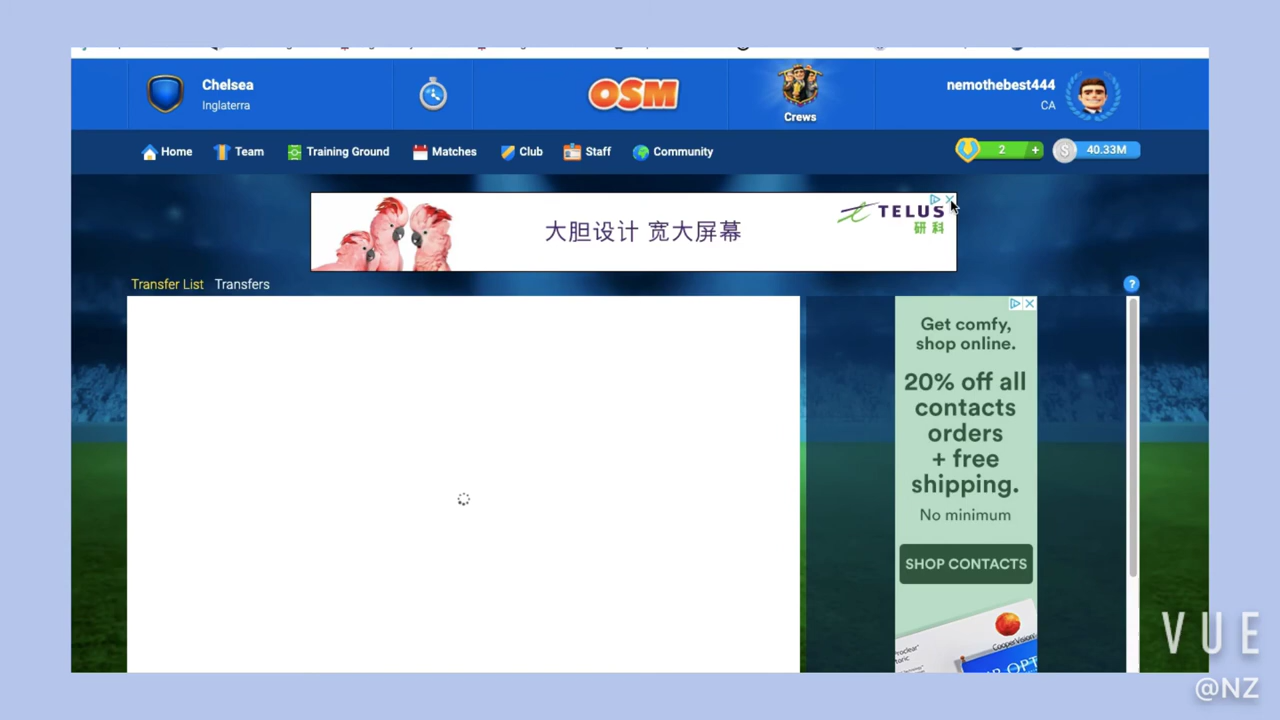 Chelsea
Inglaterra
OSM
Crews
nemothebest444
CA
Home
Team
Training Ground
Matches
Club
Staff
Community
2
+
$
40.33M
大胆设计 宽大屏幕
TELUS
研科
Transfer List
Transfers
?
Get comfy,
shop online.
20% off all
contacts
orders
+ free
shipping.
No minimum
SHOP CONTACTS
CooperVision
VUE
@NZ